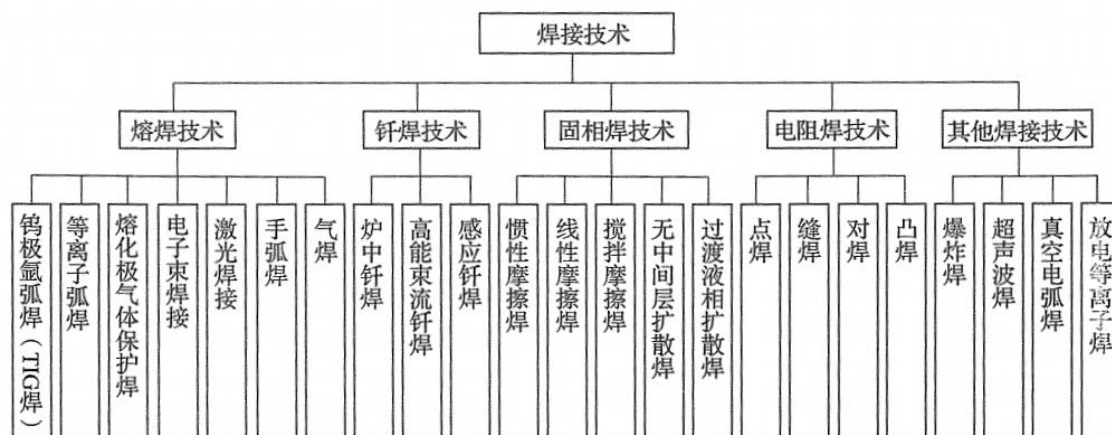 焊接技术
熔焊技术
钎焊技术
固相焊技术
电阻焊技术
其他焊接技术
钨极氩弧焊(TIG焊)
等离子弧焊
熔化极气体保护焊
电子束焊接
激光焊接
手弧焊
气焊
炉中钎焊
高能束流钎焊
感应钎焊
惯性摩擦焊
线性摩擦焊
搅拌摩擦焊
无中间层扩散焊
过渡液相扩散焊
点焊
缝焊
对焊
凸焊
爆炸焊
超声波焊
真空电弧焊
放电等离子焊